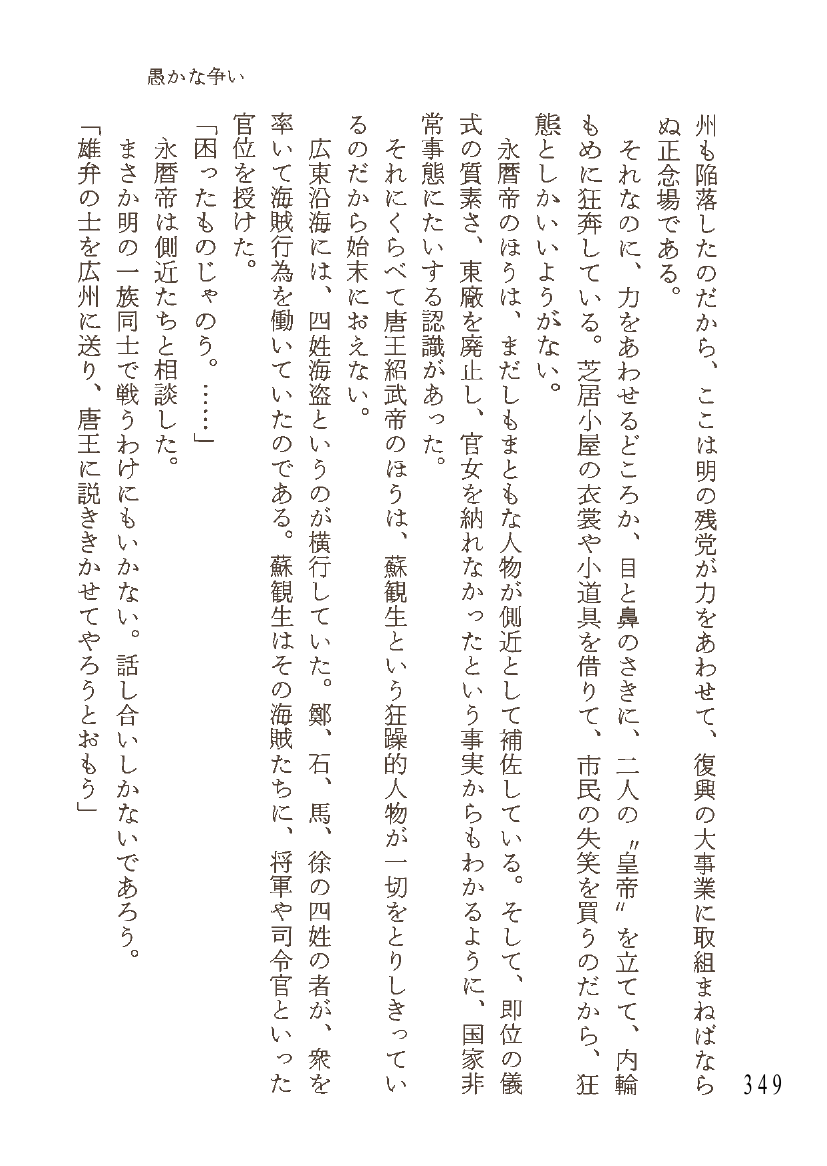 愚かな争い
州も陥落したのだから、ここは明の残党が力をあわせて、復興の大事業に取組まねばなら
ぬ正念場である。
それなのに、力をあわせるどころか、目と鼻のさきに、二人の〝皇帝〟を立てて、内輪
もめに狂奔している。芝居小屋の衣裳や小道具を借りて、市民の失笑を買うのだから、狂
態としかいいようがない。
永暦帝のほうは、まだしもまともな人物が側近として補佐している。そして、即位の儀
式の質素さ、東廠を廃止し、官女を納れなかったという事実からもわかるように、国家非
常事態にたいする認識があった。
それにくらべて唐王紹武帝のほうは、蘇観生という狂躁的人物が一切をとりしきってい
るのだから始末におえない。
広東沿海には、四姓海盗というのが横行していた。鄭、石、馬、徐の四姓の者が、衆を
率いて海賊行為を働いていたのである。蘇観生はその海賊たちに、将軍や司令官といった
官位を授けた。
「困ったものじゃのう。……」
永暦帝は側近たちと相談した。
まさか明の一族同士で戦うわけにもいかない。話し合いしかないであろう。
「雄弁の士を広州に送り、唐王に説ききかせてやろうとおもう」
349